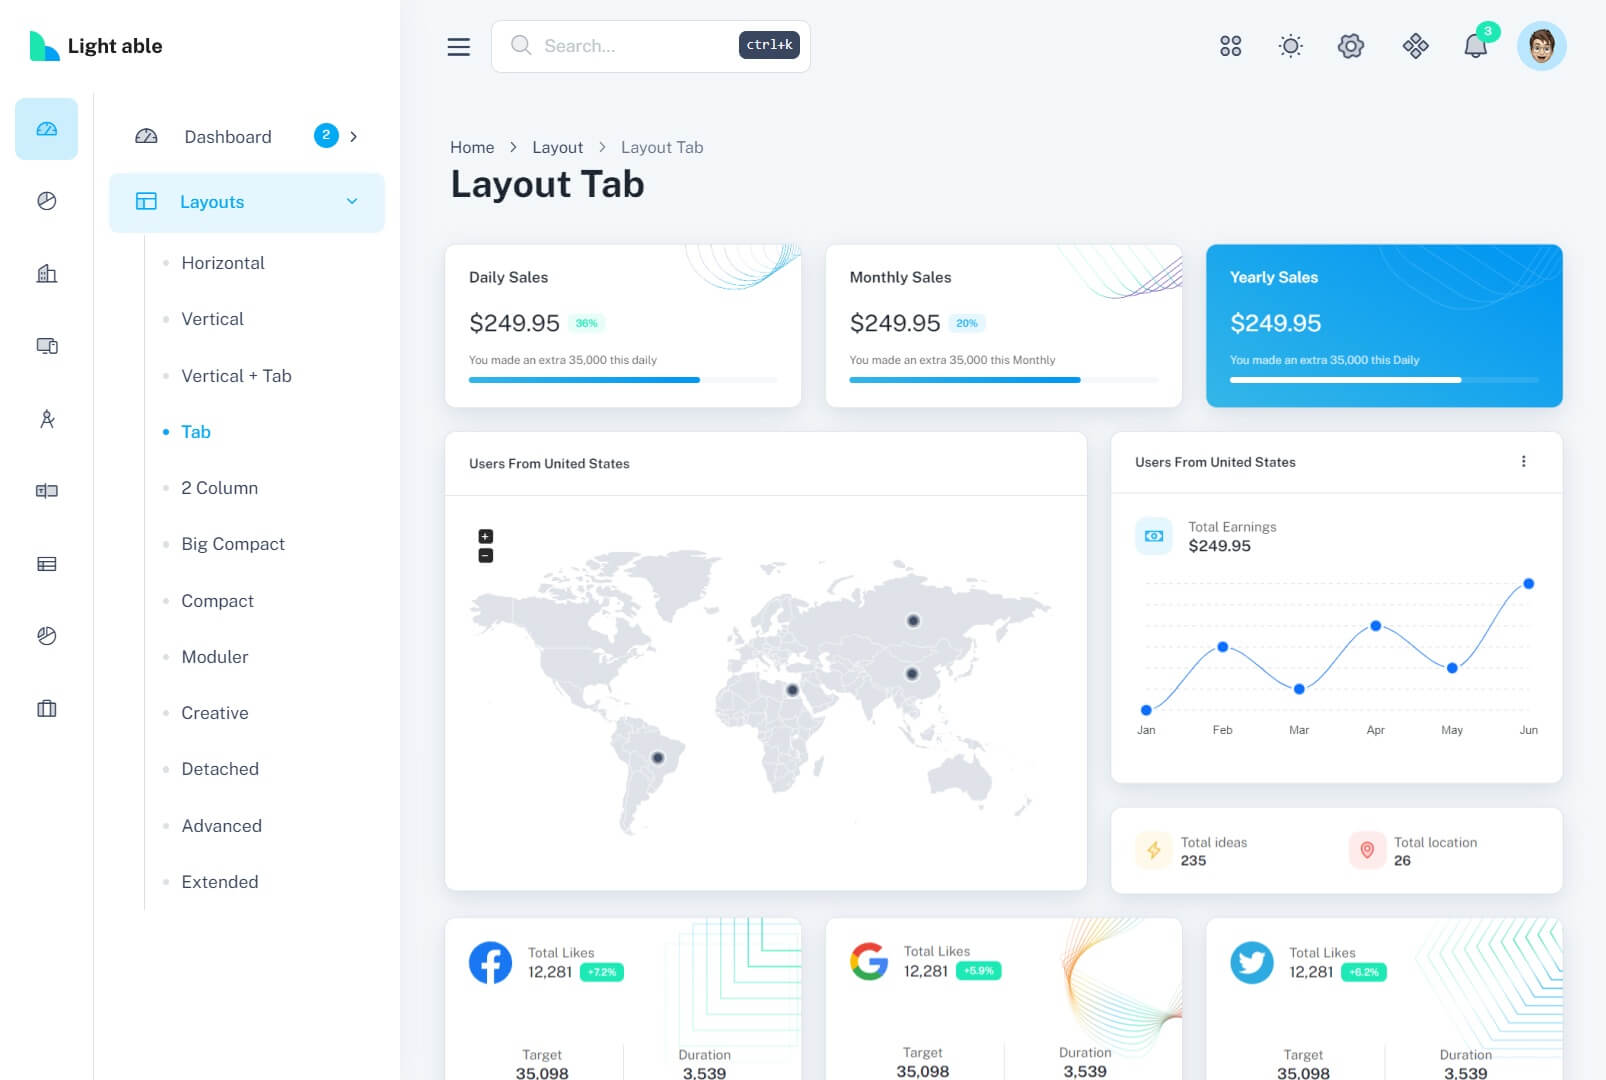 Light able
Search...
ctrl+k
3
Dashboard
2
Layouts
Horizontal
Vertical
Vertical + Tab
Tab
2 Column
Big Compact
Compact
Moduler
Creative
Detached
Advanced
Extended
Home > Layout > Layout Tab
Layout Tab
Daily Sales
$249.95 36%
You made an extra 35,000 this daily
Monthly Sales
$249.95 20%
You made an extra 35,000 this Monthly
Yearly Sales
$249.95
You made an extra 35,000 this Daily
Users From United States
+
−
Users From United States
Total Earnings
$249.95
Jan Feb Mar Apr May Jun
Total ideas
235
Total location
26
Total Likes
12,281 +7.2%
Target
35,098
Duration
3,539
Total Likes
12,281 +5.9%
Target
35,098
Duration
3,539
Total Likes
12,281 +6.2%
Target
35,098
Duration
3,539